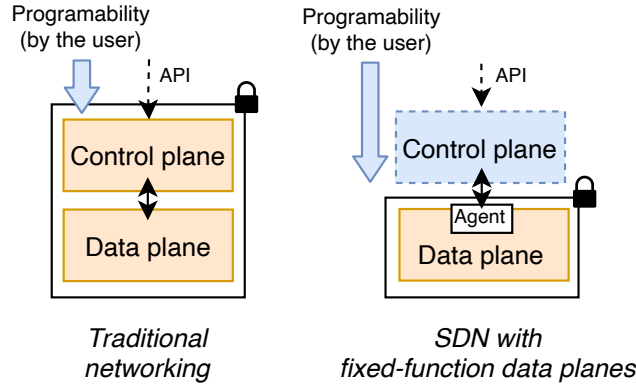 Programability
(by the user)
API
Control plane
Data plane
Traditional
networking
Programability
(by the user)
API
Control plane
Agent
Data plane
SDN with
fixed-function data planes